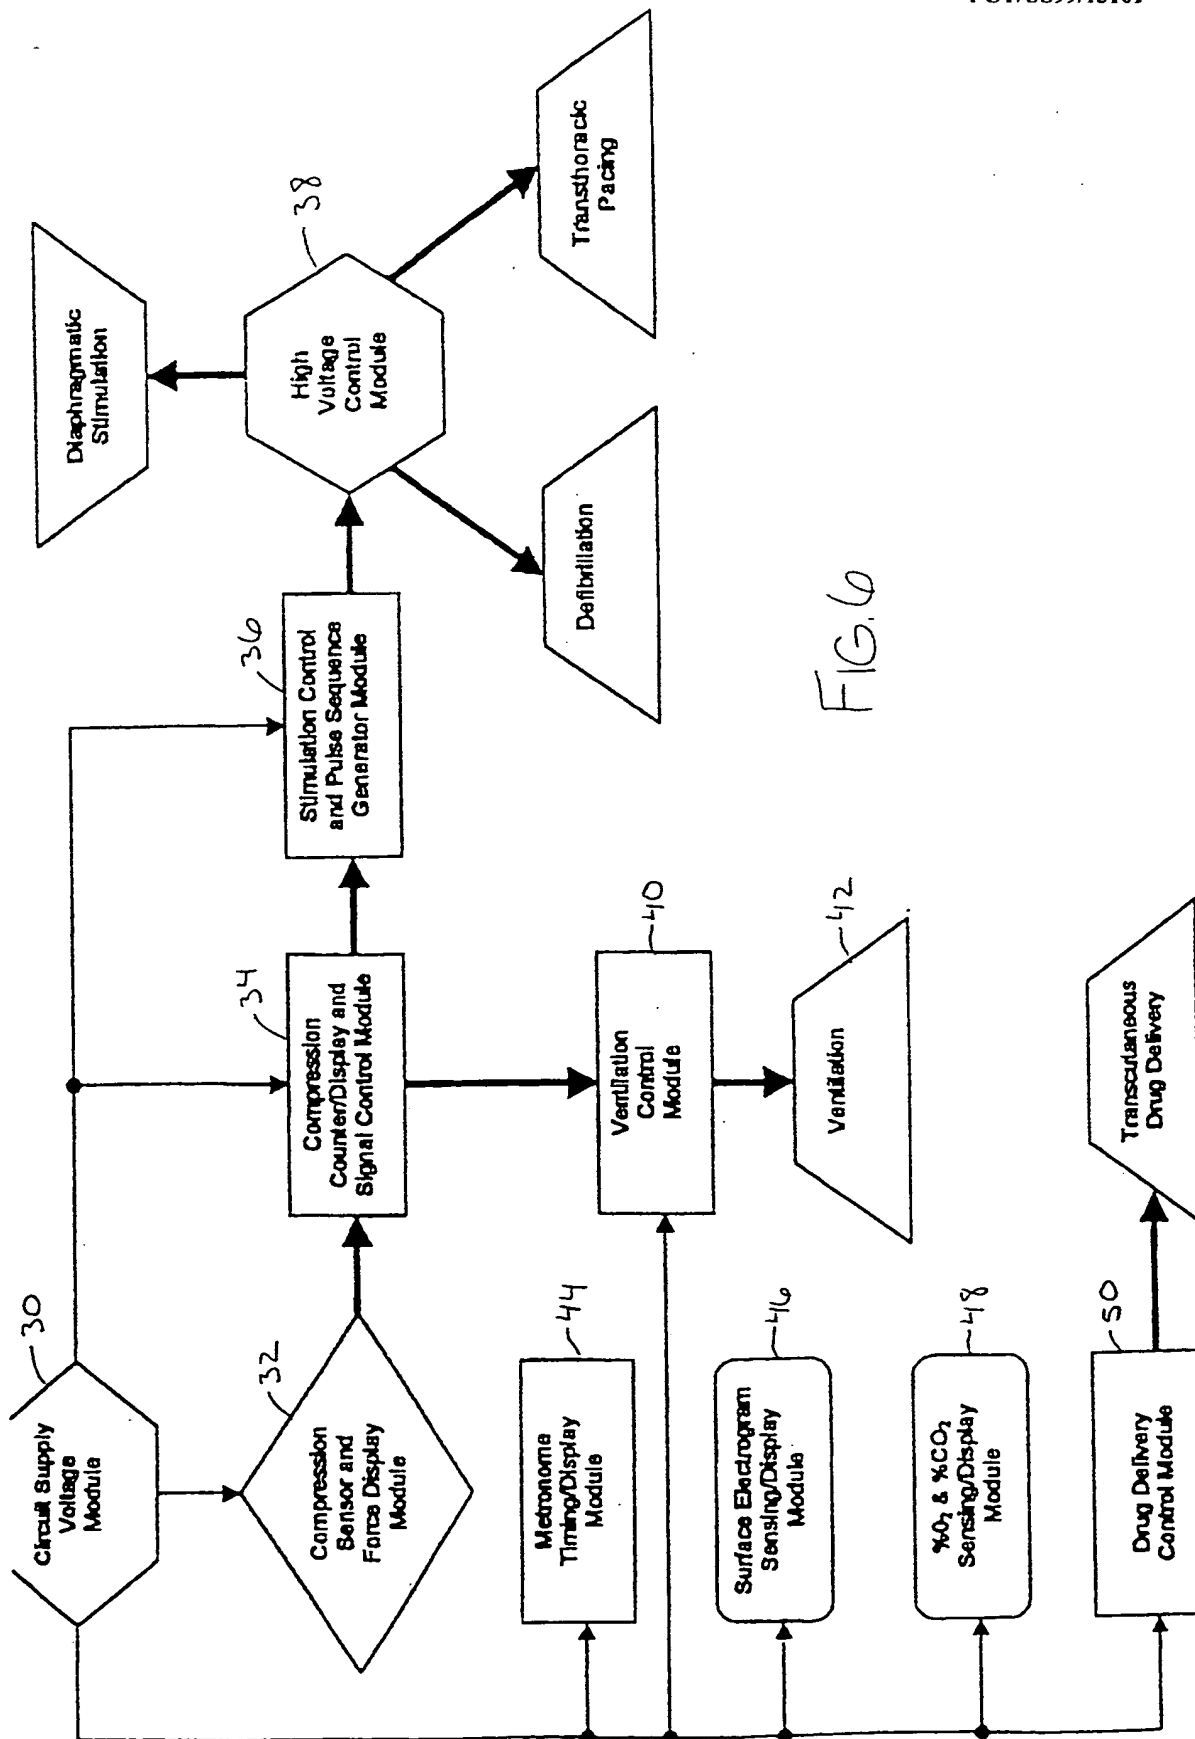 Diaphragmatic
Stimulation
38
High
Voltage
Control
Module
Transthoracic
Pacing
Defibrillation
36
Stimulation Control
and Pulse Sequence
Generator Module
34
Compression
Counter/Display and
Signal Control Module
30
Circuit Supply
Voltage
Module
32
Compression
Sensor and
Force Display
Module
40
Ventilation
Control
Module
42
Ventilation
44
Metronome
Timing/Display
Module
46
Surface Electrogram
Sensing/Display
Module
48
%O₂ & %CO₂
Sensing/Display
Module
50
Drug Delivery
Control Module
Transcutaneous
Drug Delivery
FIG.6